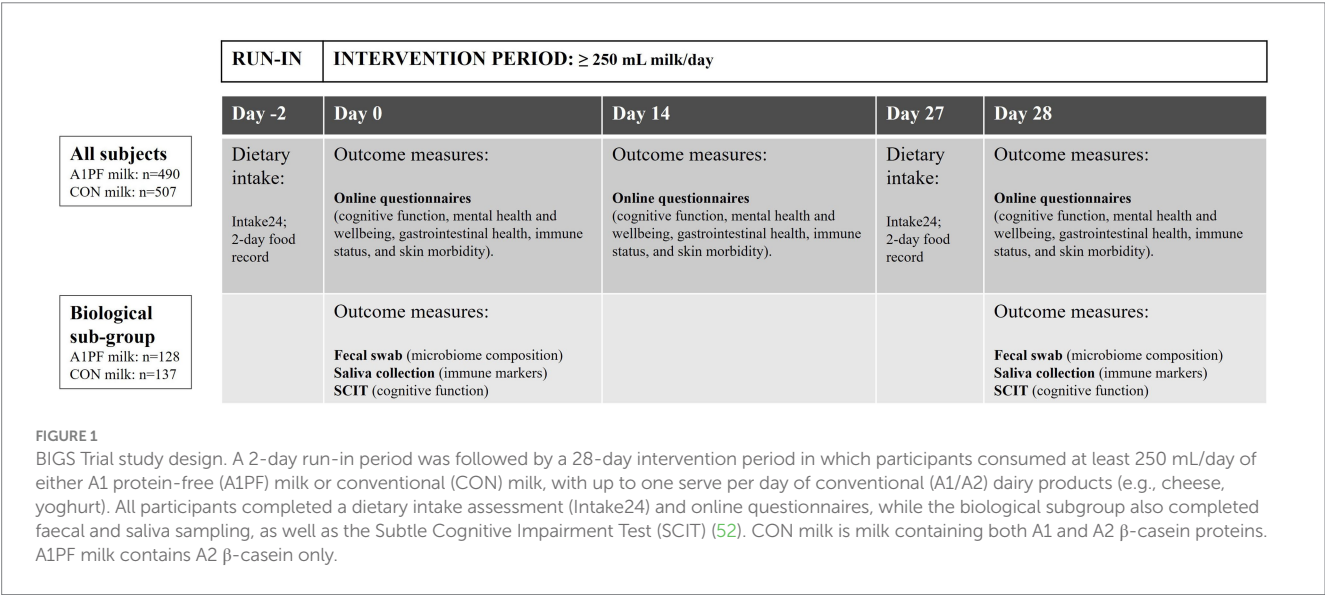 RUN-IN
INTERVENTION PERIOD: ≥ 250 mL milk/day
Day -2
Day 0
Day 14
Day 27
Day 28
All subjects
A1PF milk: n=490
CON milk: n=507
Dietary
intake:
Intake24;
2-day food
record
Outcome measures:
Online questionnaires
(cognitive function, mental health and
wellbeing, gastrointestinal health, immune
status, and skin morbidity).
Outcome measures:
Online questionnaires
(cognitive function, mental health and
wellbeing, gastrointestinal health, immune
status, and skin morbidity).
Dietary
intake:
Intake24;
2-day food
record
Outcome measures:
Online questionnaires
(cognitive function, mental health and
wellbeing, gastrointestinal health, immune
status, and skin morbidity).
Biological
sub-group
A1PF milk: n=128
CON milk: n=137
Outcome measures:
Fecal swab (microbiome composition)
Saliva collection (immune markers)
SCIT (cognitive function)
Outcome measures:
Fecal swab (microbiome composition)
Saliva collection (immune markers)
SCIT (cognitive function)
FIGURE 1
BIGS Trial study design. A 2-day run-in period was followed by a 28-day intervention period in which participants consumed at least 250 mL/day of
either A1 protein-free (A1PF) milk or conventional (CON) milk, with up to one serve per day of conventional (A1/A2) dairy products (e.g., cheese,
yoghurt). All participants completed a dietary intake assessment (Intake24) and online questionnaires, while the biological subgroup also completed
faecal and saliva sampling, as well as the Subtle Cognitive Impairment Test (SCIT) (52). CON milk is milk containing both A1 and A2 β-casein proteins.
A1PF milk contains A2 β-casein only.